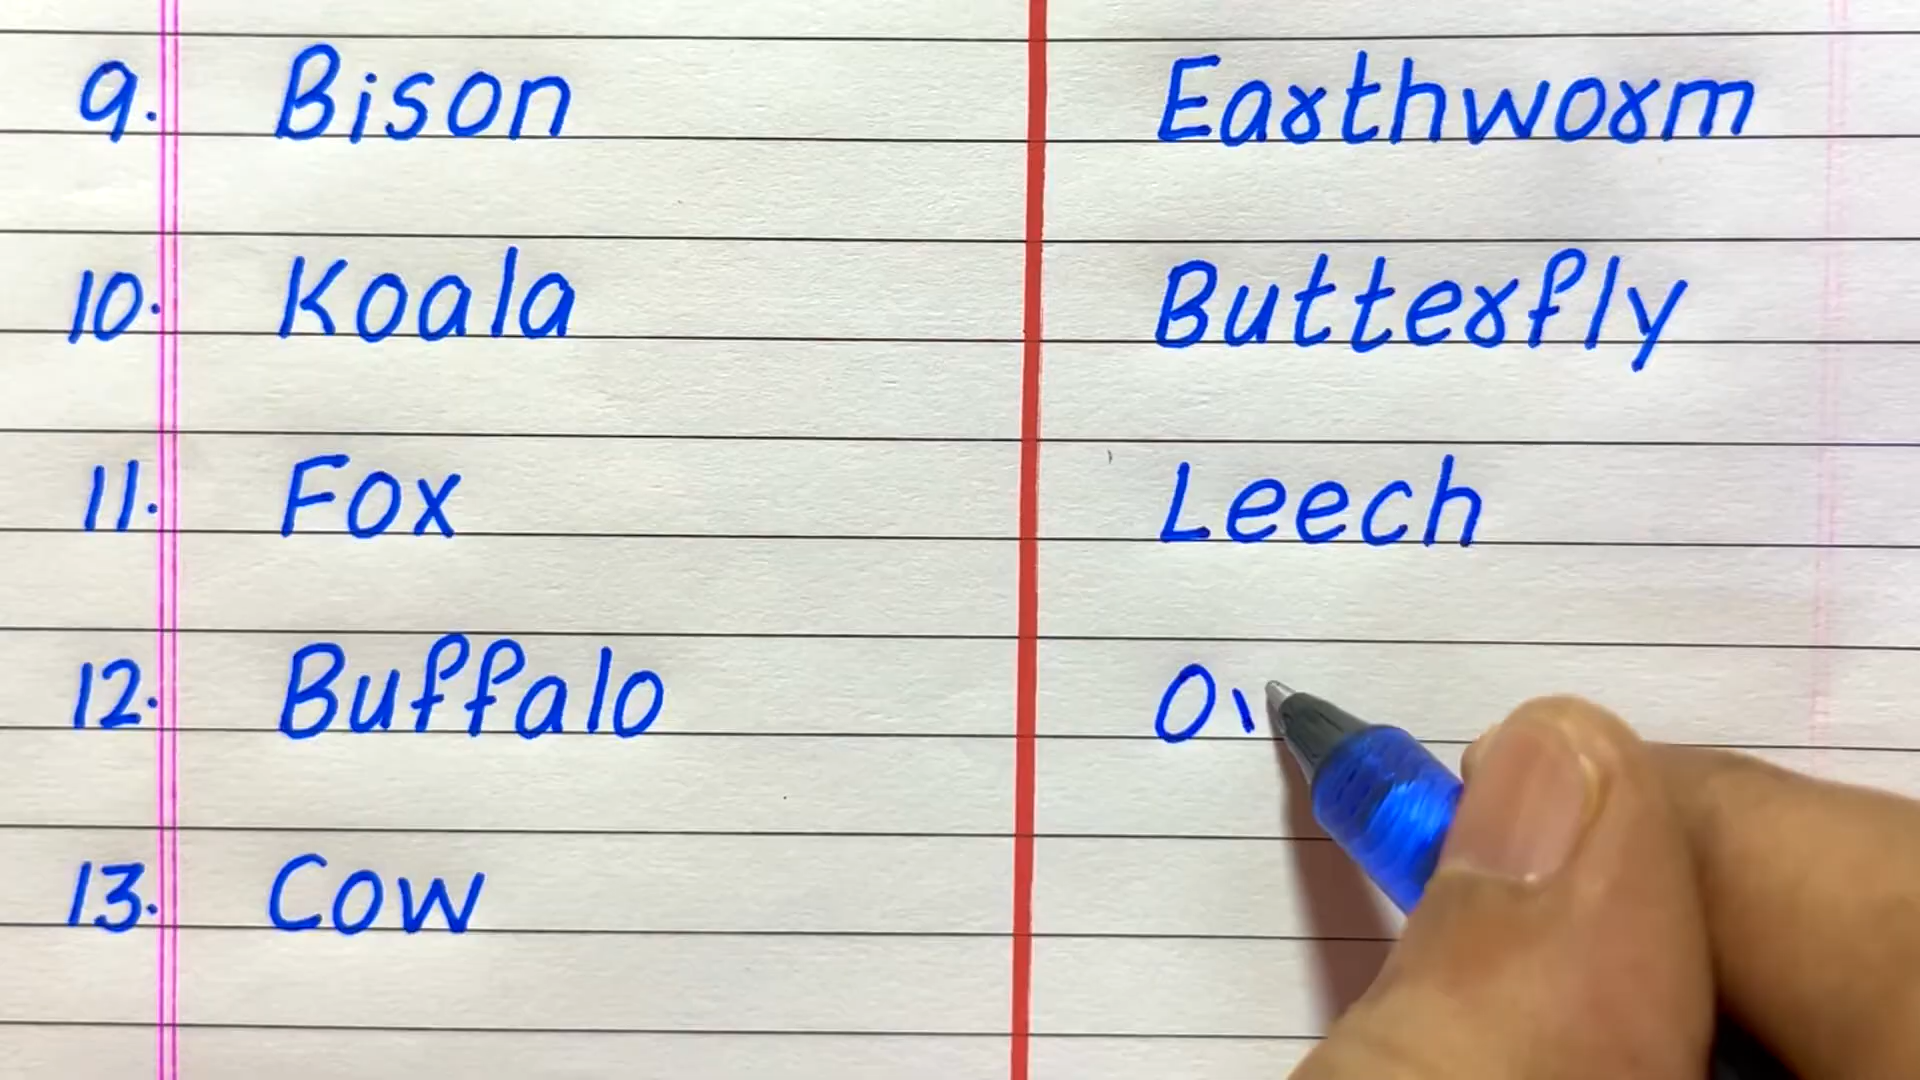 9. Bison Earthworm
10. Koala Butterfly
11. Fox Leech
12. Buffalo
13. Cow